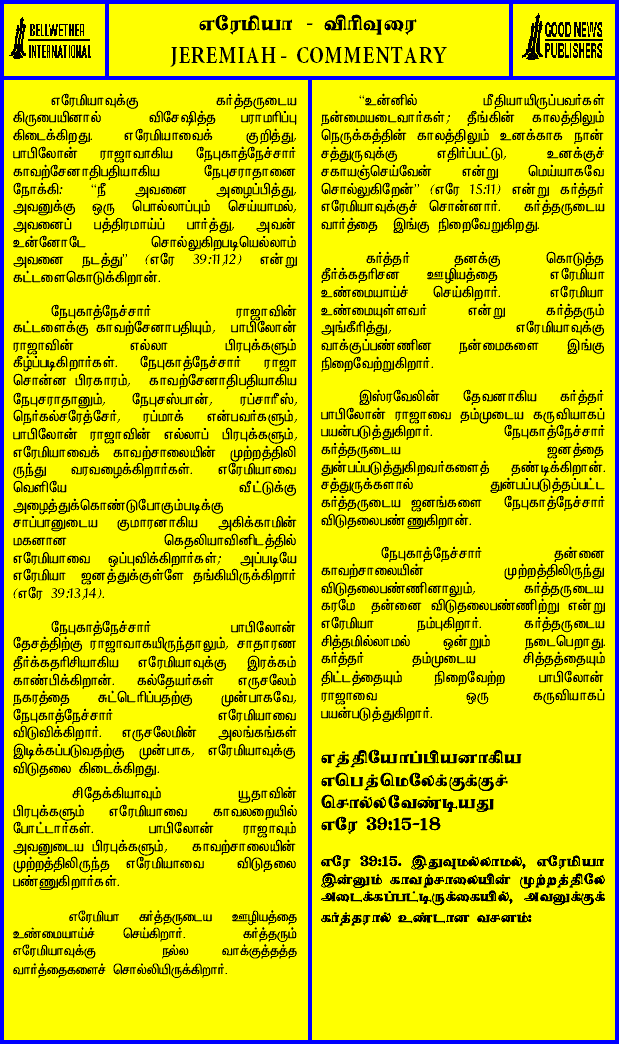 BELLWETHER
INTERNATIONAL
எரேமியா - விரிவுரை
JEREMIAH - COMMENTARY
GOOD NEWS
PUBLISHERS
எரேமியாவுக்கு கர்த்தருடைய
கிருபையினால் விசேஷித்த பராமரிப்பு
கிடைக்கிறது. எரேமியாவைக் குறித்து,
பாபிலோன் ராஜாவாகிய நேபுகாத்நேச்சார்
காவற்சேனாதிபதியாகிய நேபுசராதானை
நோக்கி: “நீ அவனை அழைப்பித்து,
அவனுக்கு ஒரு பொல்லாப்பும் செய்யாமல்,
அவனைப் பத்திரமாய்ப் பார்த்து, அவன்
உன்னோடே சொல்லுகிறபடியெல்லாம்
அவனை நடத்து” (எரே 39:11,12) என்று
கட்டளைகொடுக்கிறான்.
நேபுகாத்நேச்சார் ராஜாவின்
கட்டளைக்கு காவற்சேனாபதியும், பாபிலோன்
ராஜாவின் எல்லா பிரபுக்களும்
கீழ்ப்படிகிறார்கள். நேபுகாத்நேச்சார் ராஜா
சொன்ன பிரகாரம், காவற்சேனாதிபதியாகிய
நேபுசராதானும், நேபுசஸ்பான், ரப்சாரீஸ்,
நெர்கல்சரேத்சேர், ரப்மாக் என்பவர்களும்,
பாபிலோன் ராஜாவின் எல்லாப் பிரபுக்களும்,
எரேமியாவைக் காவற்சாலையின் முற்றத்திலி
ருந்து வரவழைக்கிறார்கள். எரேமியாவை
வெளியே வீட்டுக்கு
அழைத்துக்கொண்டுபோகும்படிக்கு
சாப்பானுடைய குமாரனாகிய அகிக்காமின்
மகனான கெதலியாவினிடத்தில்
எரேமியாவை ஒப்புவிக்கிறார்கள்; அப்படியே
எரேமியா ஜனத்துக்குள்ளே தங்கியிருக்கிறார்
(எரே 39:13,14).
நேபுகாத்நேச்சார் பாபிலோன்
தேசத்திற்கு ராஜாவாகயிருந்தாலும், சாதாரண
தீர்க்கதரிசியாகிய எரேமியாவுக்கு இரக்கம்
காண்பிக்கிறான். கல்தேயர்கள் எருசலேம்
நகரத்தை சுட்டெரிப்பதற்கு முன்பாகவே,
நேபுகாத்நேச்சார் எரேமியாவை
விடுவிக்கிறார். எருசலேமின் அலங்கங்கள்
இடிக்கப்படுவதற்கு முன்பாக, எரேமியாவுக்கு
விடுதலை கிடைக்கிறது.
சிதேக்கியாவும் யூதாவின்
பிரபுக்களும் எரேமியாவை காவலறையில்
போட்டார்கள். பாபிலோன் ராஜாவும்
அவனுடைய பிரபுக்களும், காவற்சாலையின்
முற்றத்திலிருந்த எரேமியாவை விடுதலை
பண்ணுகிறார்கள்.
எரேமியா கர்த்தருடைய ஊழியத்தை
உண்மையாய்ச் செய்கிறார். கர்த்தரும்
எரேமியாவுக்கு நல்ல வாக்குத்தத்த
வார்த்தைகளைச் சொல்லியிருக்கிறார்.
“உன்னில் மீதியாயிருப்பவர்கள்
நன்மையடைவார்கள்; தீங்கின் காலத்திலும்
நெருக்கத்தின் காலத்திலும் உனக்காக நான்
சத்துருவுக்கு எதிர்ப்பட்டு, உனக்குச்
சகாயஞ்செய்வேன் என்று மெய்யாகவே
சொல்லுகிறேன்” (எரே 15:11) என்று கர்த்தர்
எரேமியாவுக்குச் சொன்னார். கர்த்தருடைய
வார்த்தை இங்கு நிறைவேறுகிறது.
கர்த்தர் தனக்கு கொடுத்த
தீர்க்கதரிசன ஊழியத்தை எரேமியா
உண்மையாய்ச் செய்கிறார். எரேமியா
உண்மையுள்ளவர் என்று கர்த்தரும்
அங்கீரித்து, எரேமியாவுக்கு
வாக்குப்பண்ணின நன்மைகளை இங்கு
நிறைவேற்றுகிறார்.
இஸ்ரவேலின் தேவனாகிய கர்த்தர்
பாபிலோன் ராஜாவை தம்முடைய கருவியாகப்
பயன்படுத்துகிறார். நேபுகாத்நேச்சார்
கர்த்தருடைய ஜனத்தை
துன்பப்படுத்துகிறவர்களைத் தண்டிக்கிறான்.
சத்துருக்களால் துன்பப்படுத்தப்பட்ட
கர்த்தருடைய ஜனங்களை நேபுகாத்நேச்சார்
விடுதலைபண்ணுகிறான்.
நேபுகாத்நேச்சார் தன்னை
காவற்சாலையின் முற்றத்திலிருந்து
விடுதலைபண்ணினாலும், கர்த்தருடைய
கரமே தன்னை விடுதலைபண்ணிற்று என்று
எரேமியா நம்புகிறார். கர்த்தருடைய
சித்தமில்லாமல் ஒன்றும் நடைபெறாது.
கர்த்தர் தம்முடைய சித்தத்தையும்
திட்டத்தையும் நிறைவேற்ற பாபிலோன்
ராஜாவை ஒரு கருவியாகப்
பயன்படுத்துகிறார்.
எத்தியோப்பியனாகிய
எபெத்மெலேக்குக்குச்
சொல்லவேண்டியது
எரே 39:15-18
எரே 39:15. இதுவுமல்லாமல், எரேமியா
இன்னும் காவற்சாலையின் முற்றத்திலே
அடைக்கப்பட்டிருக்கையில், அவனுக்குக்
கர்த்தரால் உண்டான வசனம்: